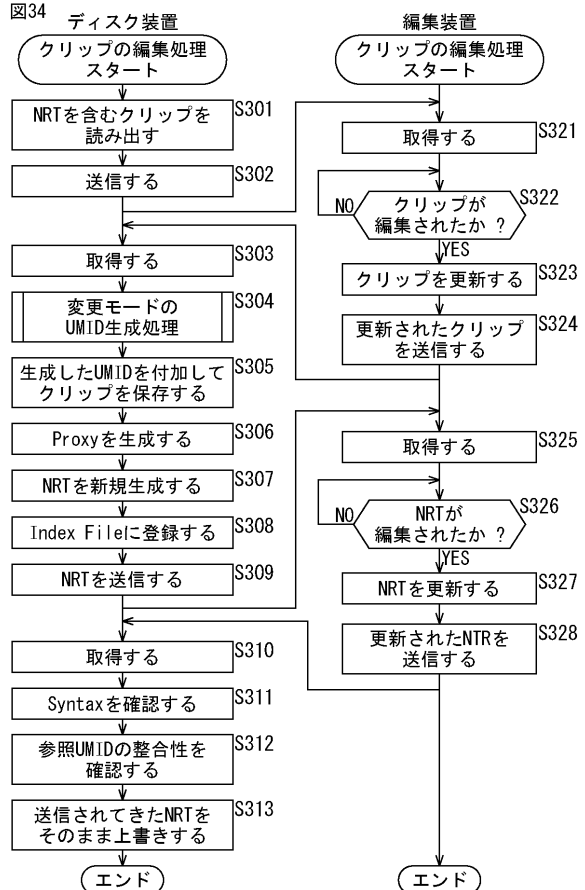 図34
ディスク装置
クリップの編集処理
スタート
NRTを含むクリップを
読み出す
S301
送信する
S302
取得する
S303
変更モードの
UMID生成処理
S304
生成したUMIDを付加して
クリップを保存する
S305
Proxyを生成する
S306
NRTを新規生成する
S307
Index Fileに登録する
S308
NRTを送信する
S309
取得する
S310
Syntaxを確認する
S311
参照UMIDの整合性を
確認する
S312
送信されてきたNRTを
そのまま上書きする
S313
エンド
編集装置
クリップの編集処理
スタート
取得する
S321
クリップが
編集されたか ?
S322
NO
YES
クリップを更新する
S323
更新されたクリップ
を送信する
S324
取得する
S325
NRTが
編集されたか ?
S326
NO
YES
NRTを更新する
S327
更新されたNTRを
送信する
S328
エンド